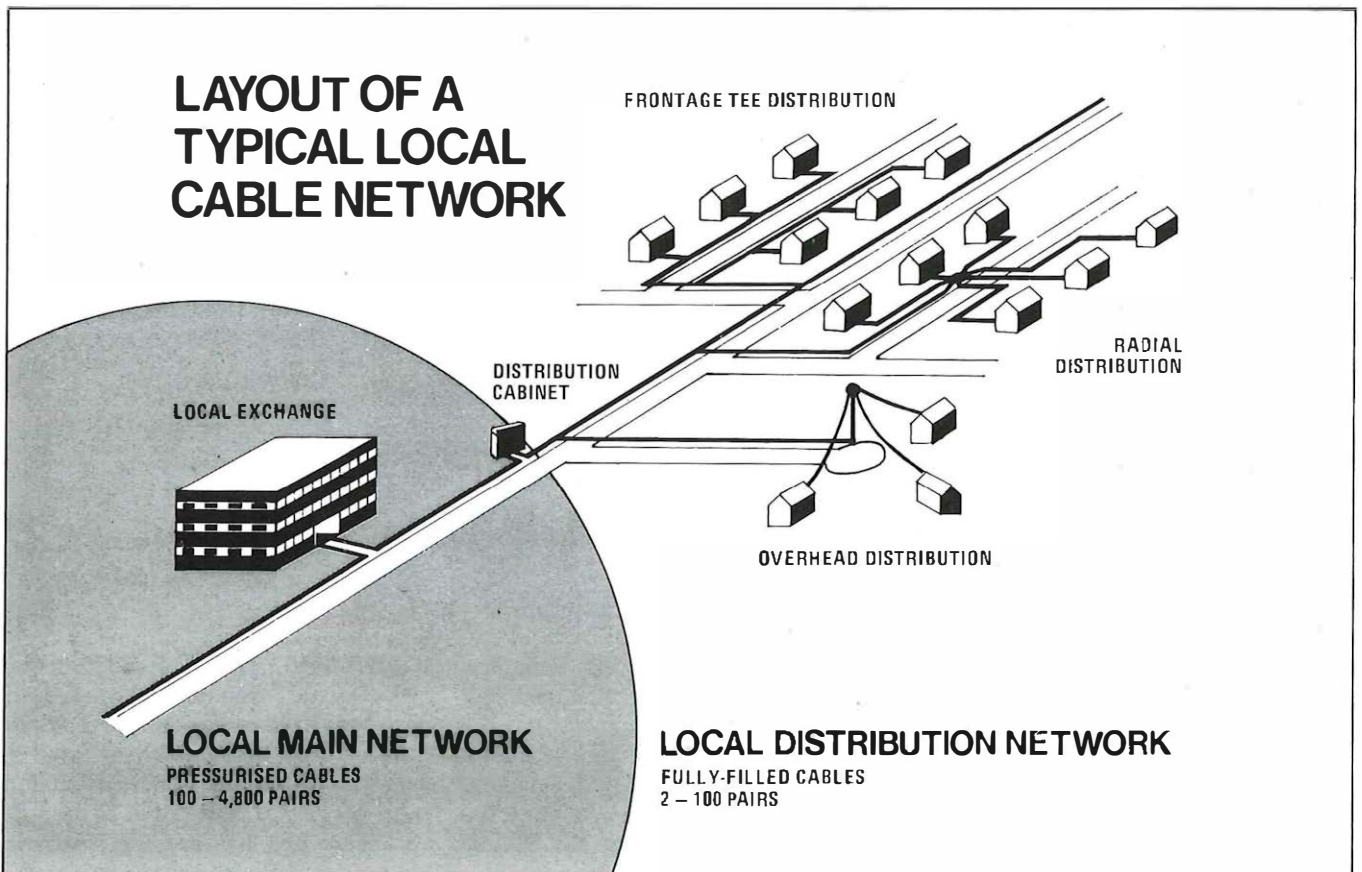 LAYOUT OF A
TYPICAL LOCAL
CABLE NETWORK
FRONTAGE TEE DISTRIBUTION
RADIAL
DISTRIBUTION
DISTRIBUTION
CABINET
LOCAL EXCHANGE
OVERHEAD DISTRIBUTION
LOCAL MAIN NETWORK
PRESSURISED CABLES
100 – 4,800 PAIRS
LOCAL DISTRIBUTION NETWORK
FULLY-FILLED CABLES
2 – 100 PAIRS